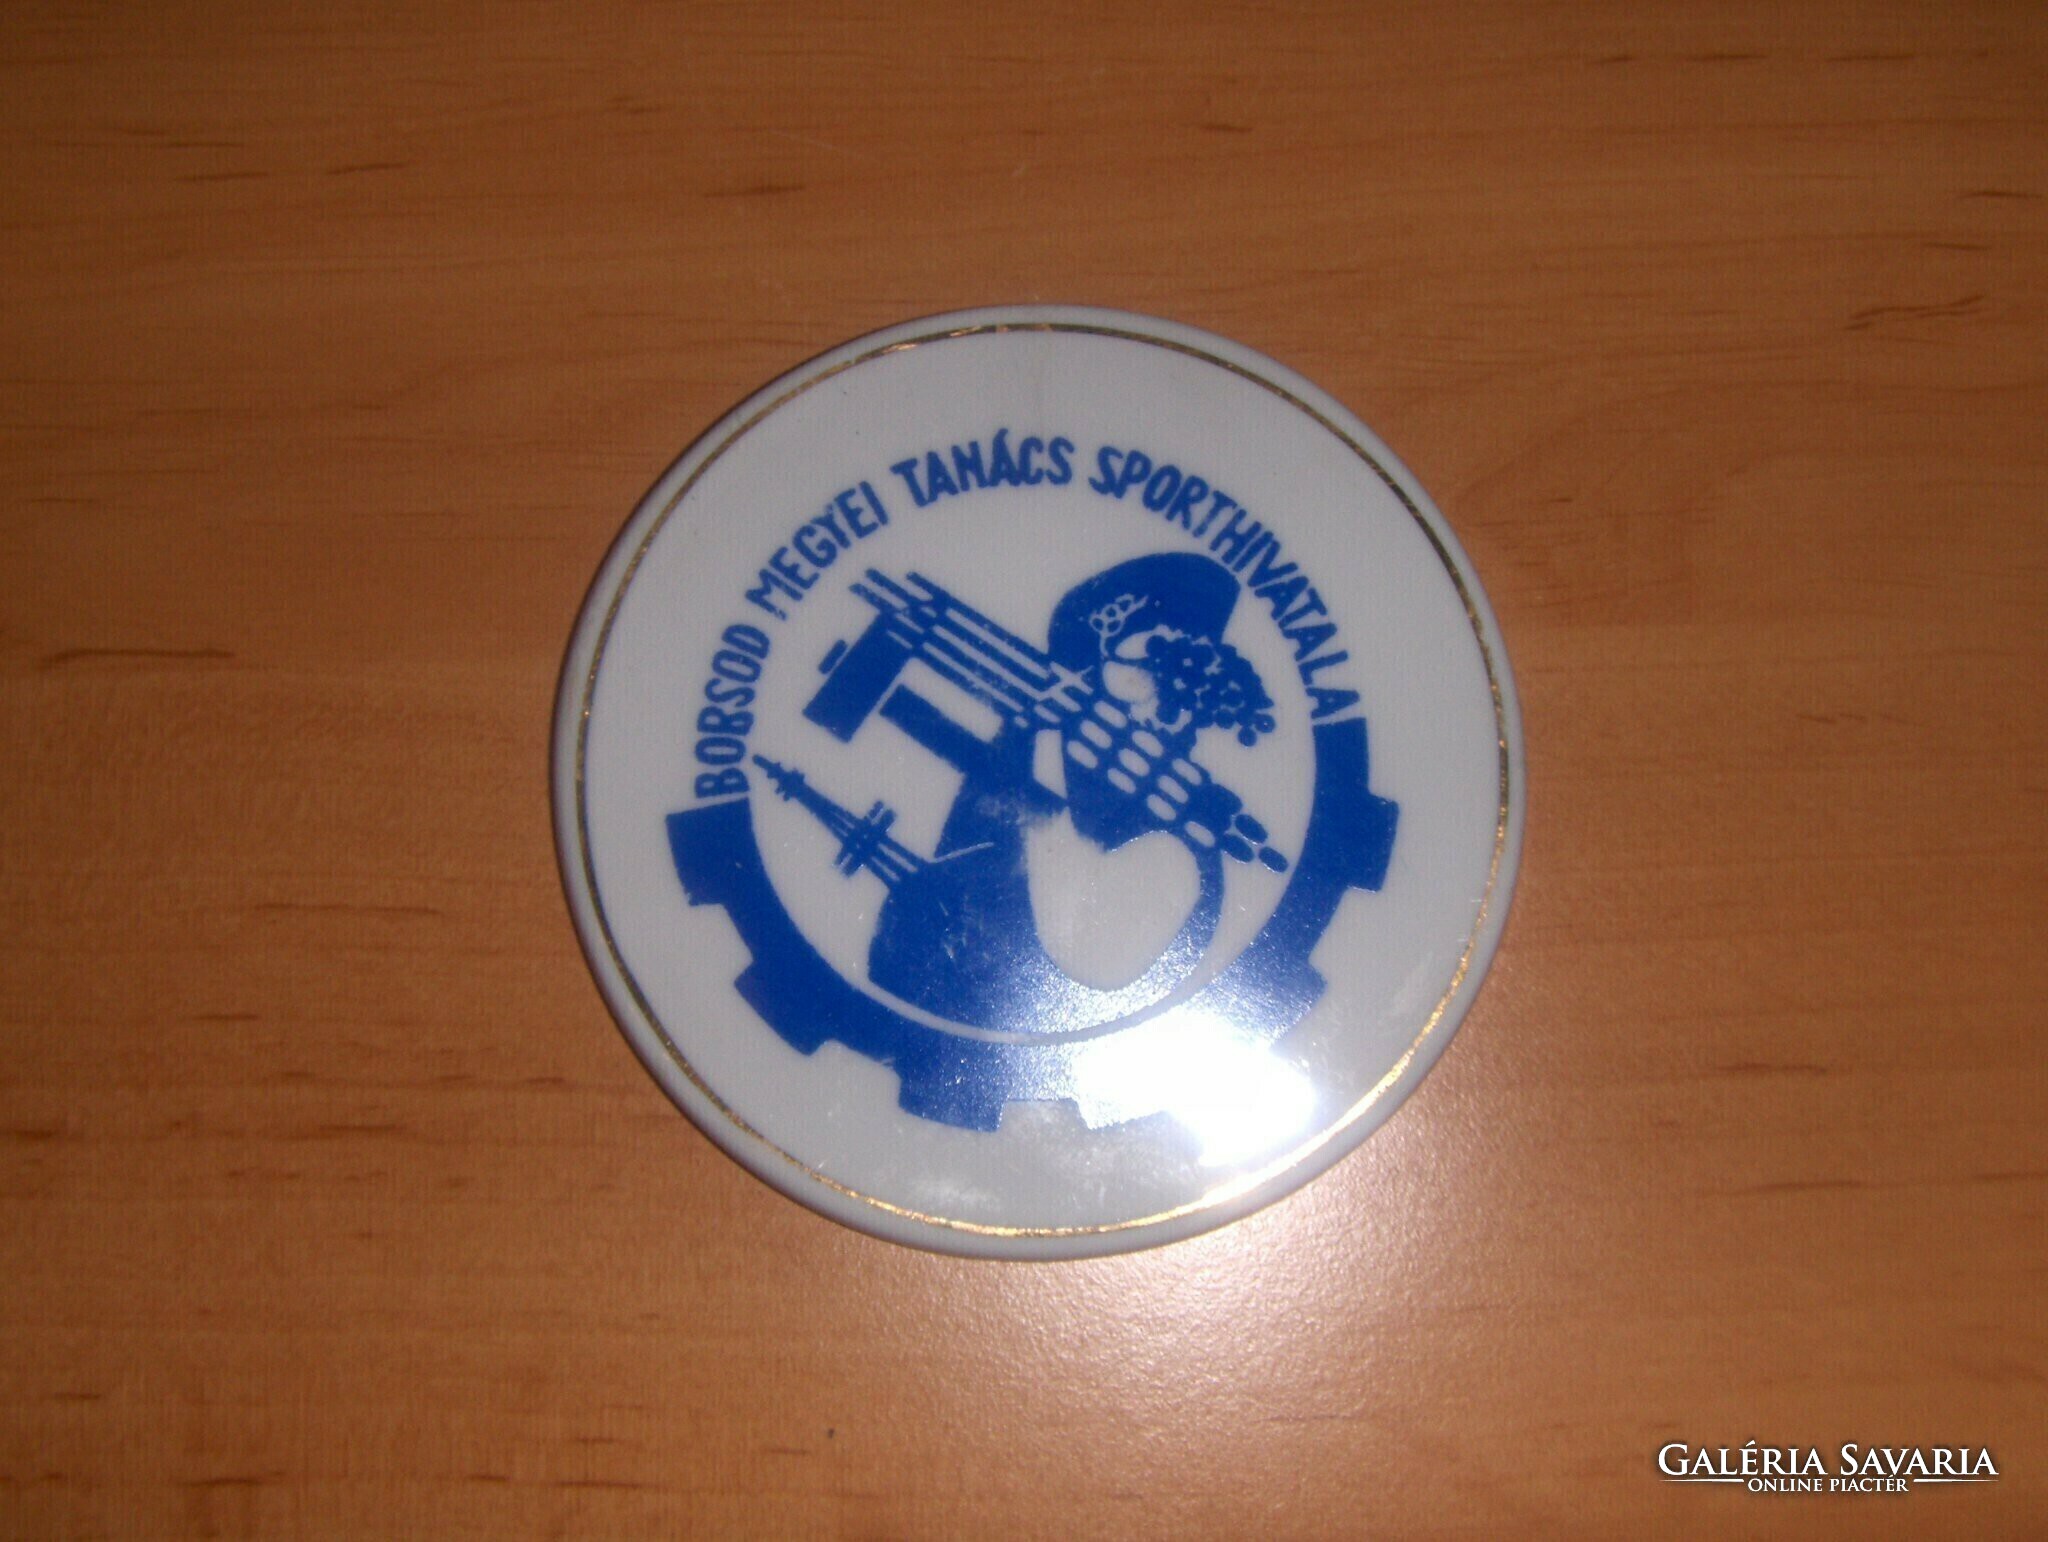 BORSOD MEGYEI TANÁCS SPORTHIVATALA
GALÉRIA SAVARIA
ONLINE PIACTÉR